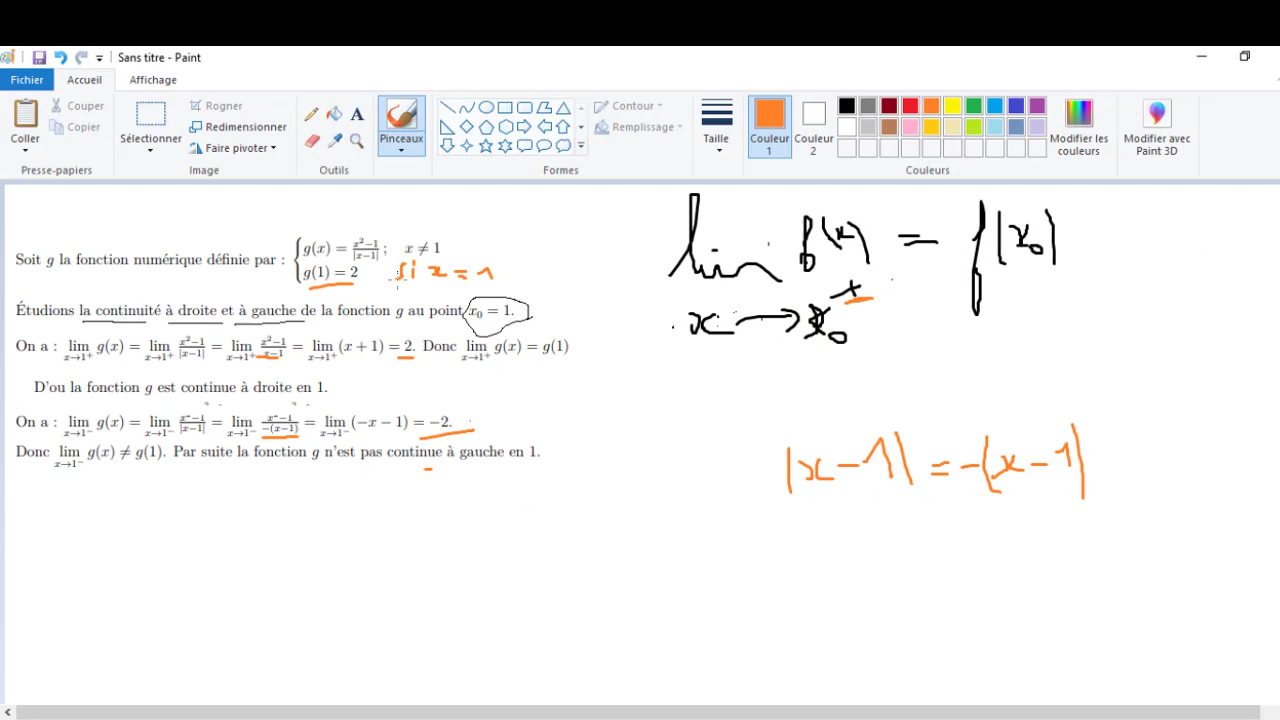 Sans titre - Paint
Fichier Accueil Affichage
Coller
Couper
Copier
Presse-papiers
Sélectionner
Rogner
Redimensionner
Faire pivoter
Image
Outils
Pinceaux
Contour
Remplissage
Formes
Taille
Couleur 1
Couleur 2
Modifier les couleurs
Couleurs
Modifier avec Paint 3D
Soit g la fonction numérique définie par : { g(x) = (x²−1)/|x−1| ; x ≠ 1
g(1) = 2 si x = 1
Étudions la continuité à droite et à gauche de la fonction g au point x₀ = 1.
On a : lim_{x→1⁺} g(x) = lim_{x→1⁺} (x²−1)/|x−1| = lim_{x→1⁺} (x²−1)/(x−1) = lim_{x→1⁺} (x + 1) = 2. Donc lim_{x→1⁺} g(x) = g(1)
D'ou la fonction g est continue à droite en 1.
On a : lim_{x→1⁻} g(x) = lim_{x→1⁻} (x²−1)/|x−1| = lim_{x→1⁻} (x²−1)/(−(x−1)) = lim_{x→1⁻} (−x − 1) = −2.
Donc lim_{x→1⁻} g(x) ≠ g(1). Par suite la fonction g n'est pas continue à gauche en 1.
lim f(x) = f(x₀)
x → x₀⁺
|x − 1| = −(x − 1)